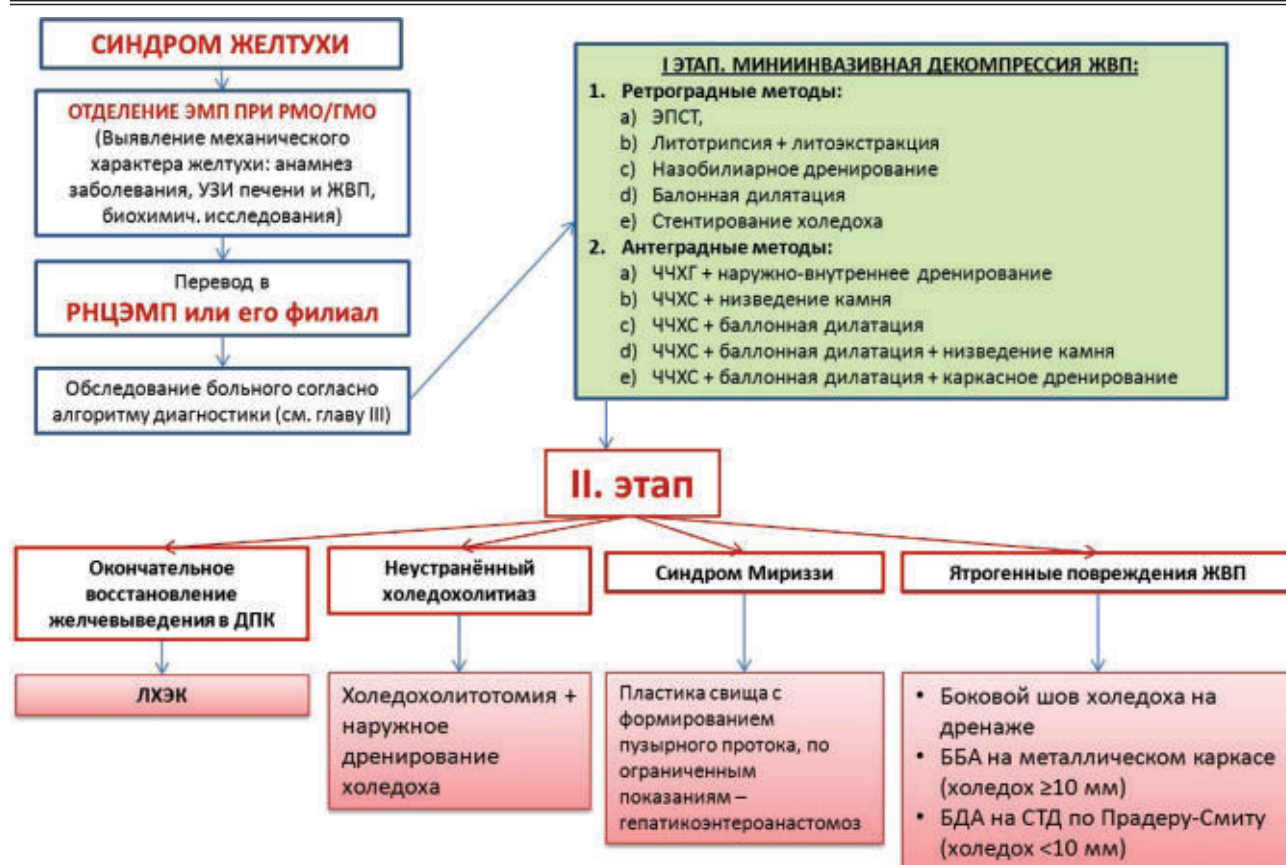 СИНДРОМ ЖЕЛТУХИ
ОТДЕЛЕНИЕ ЭМП ПРИ РМО/ГМО
(Выявление механического
характера желтухи: анамнез
заболевания, УЗИ печени и ЖВП,
биохимич. исследования)
Перевод в
РНЦЭМП или его филиал
Обследование больного согласно
алгоритму диагностики (см. главу III)
I ЭТАП. МИНИИНВАЗИВНАЯ ДЕКОМПРЕССИЯ ЖВП:
1. Ретроградные методы:
a) ЭПСТ,
b) Литотрипсия + литоэкстракция
c) Назобилиарное дренирование
d) Балонная дилятация
e) Стентирование холедоха
2. Антеградные методы:
a) ЧЧХГ + наружно-внутреннее дренирование
b) ЧЧХС + низведение камня
c) ЧЧХС + баллонная дилатация
d) ЧЧХС + баллонная дилатация + низведение камня
e) ЧЧХС + баллонная дилатация + каркасное дренирование
II. этап
Окончательное
восстановление
желчевыведения в ДПК
ЛХЭК
Неустранённый
холедохолитиаз
Холедохолитотомия +
наружное
дренирование
холедоха
Синдром Мириззи
Пластика свища с
формированием
пузырного протока, по
ограниченным
показаниям –
гепатикоэнтероанастомоз
Ятрогенные повреждения ЖВП
• Боковой шов холедоха на
дренаже
• ББА на металлическом каркасе
(холедох ≥10 мм)
• БДА на СТД по Прадеру-Смиту
(холедох <10 мм)